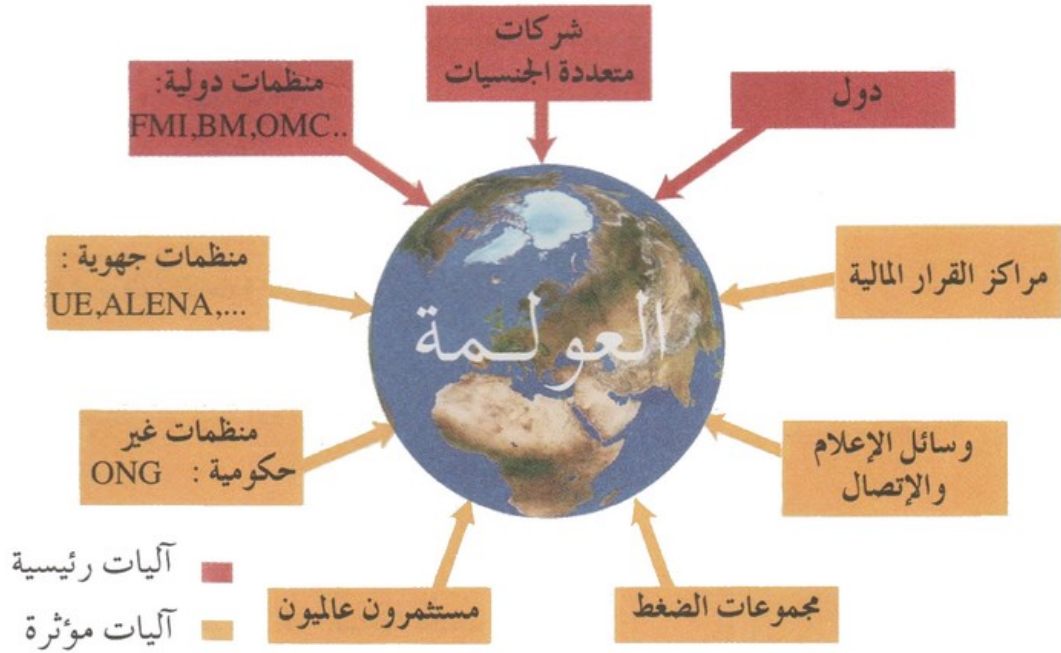 شركات
متعددة الجنسيات
دول
منظمات دولية:
FMI,BM,OMC..
مراكز القرار المالية
منظمات جهوية :
UE,ALENA,...
العولمة
وسائل الإعلام
والإتصال
منظمات غير
حكومية : ONG
مجموعات الضغط
مستثمرون عالميون
آليات رئيسية
آليات مؤثرة